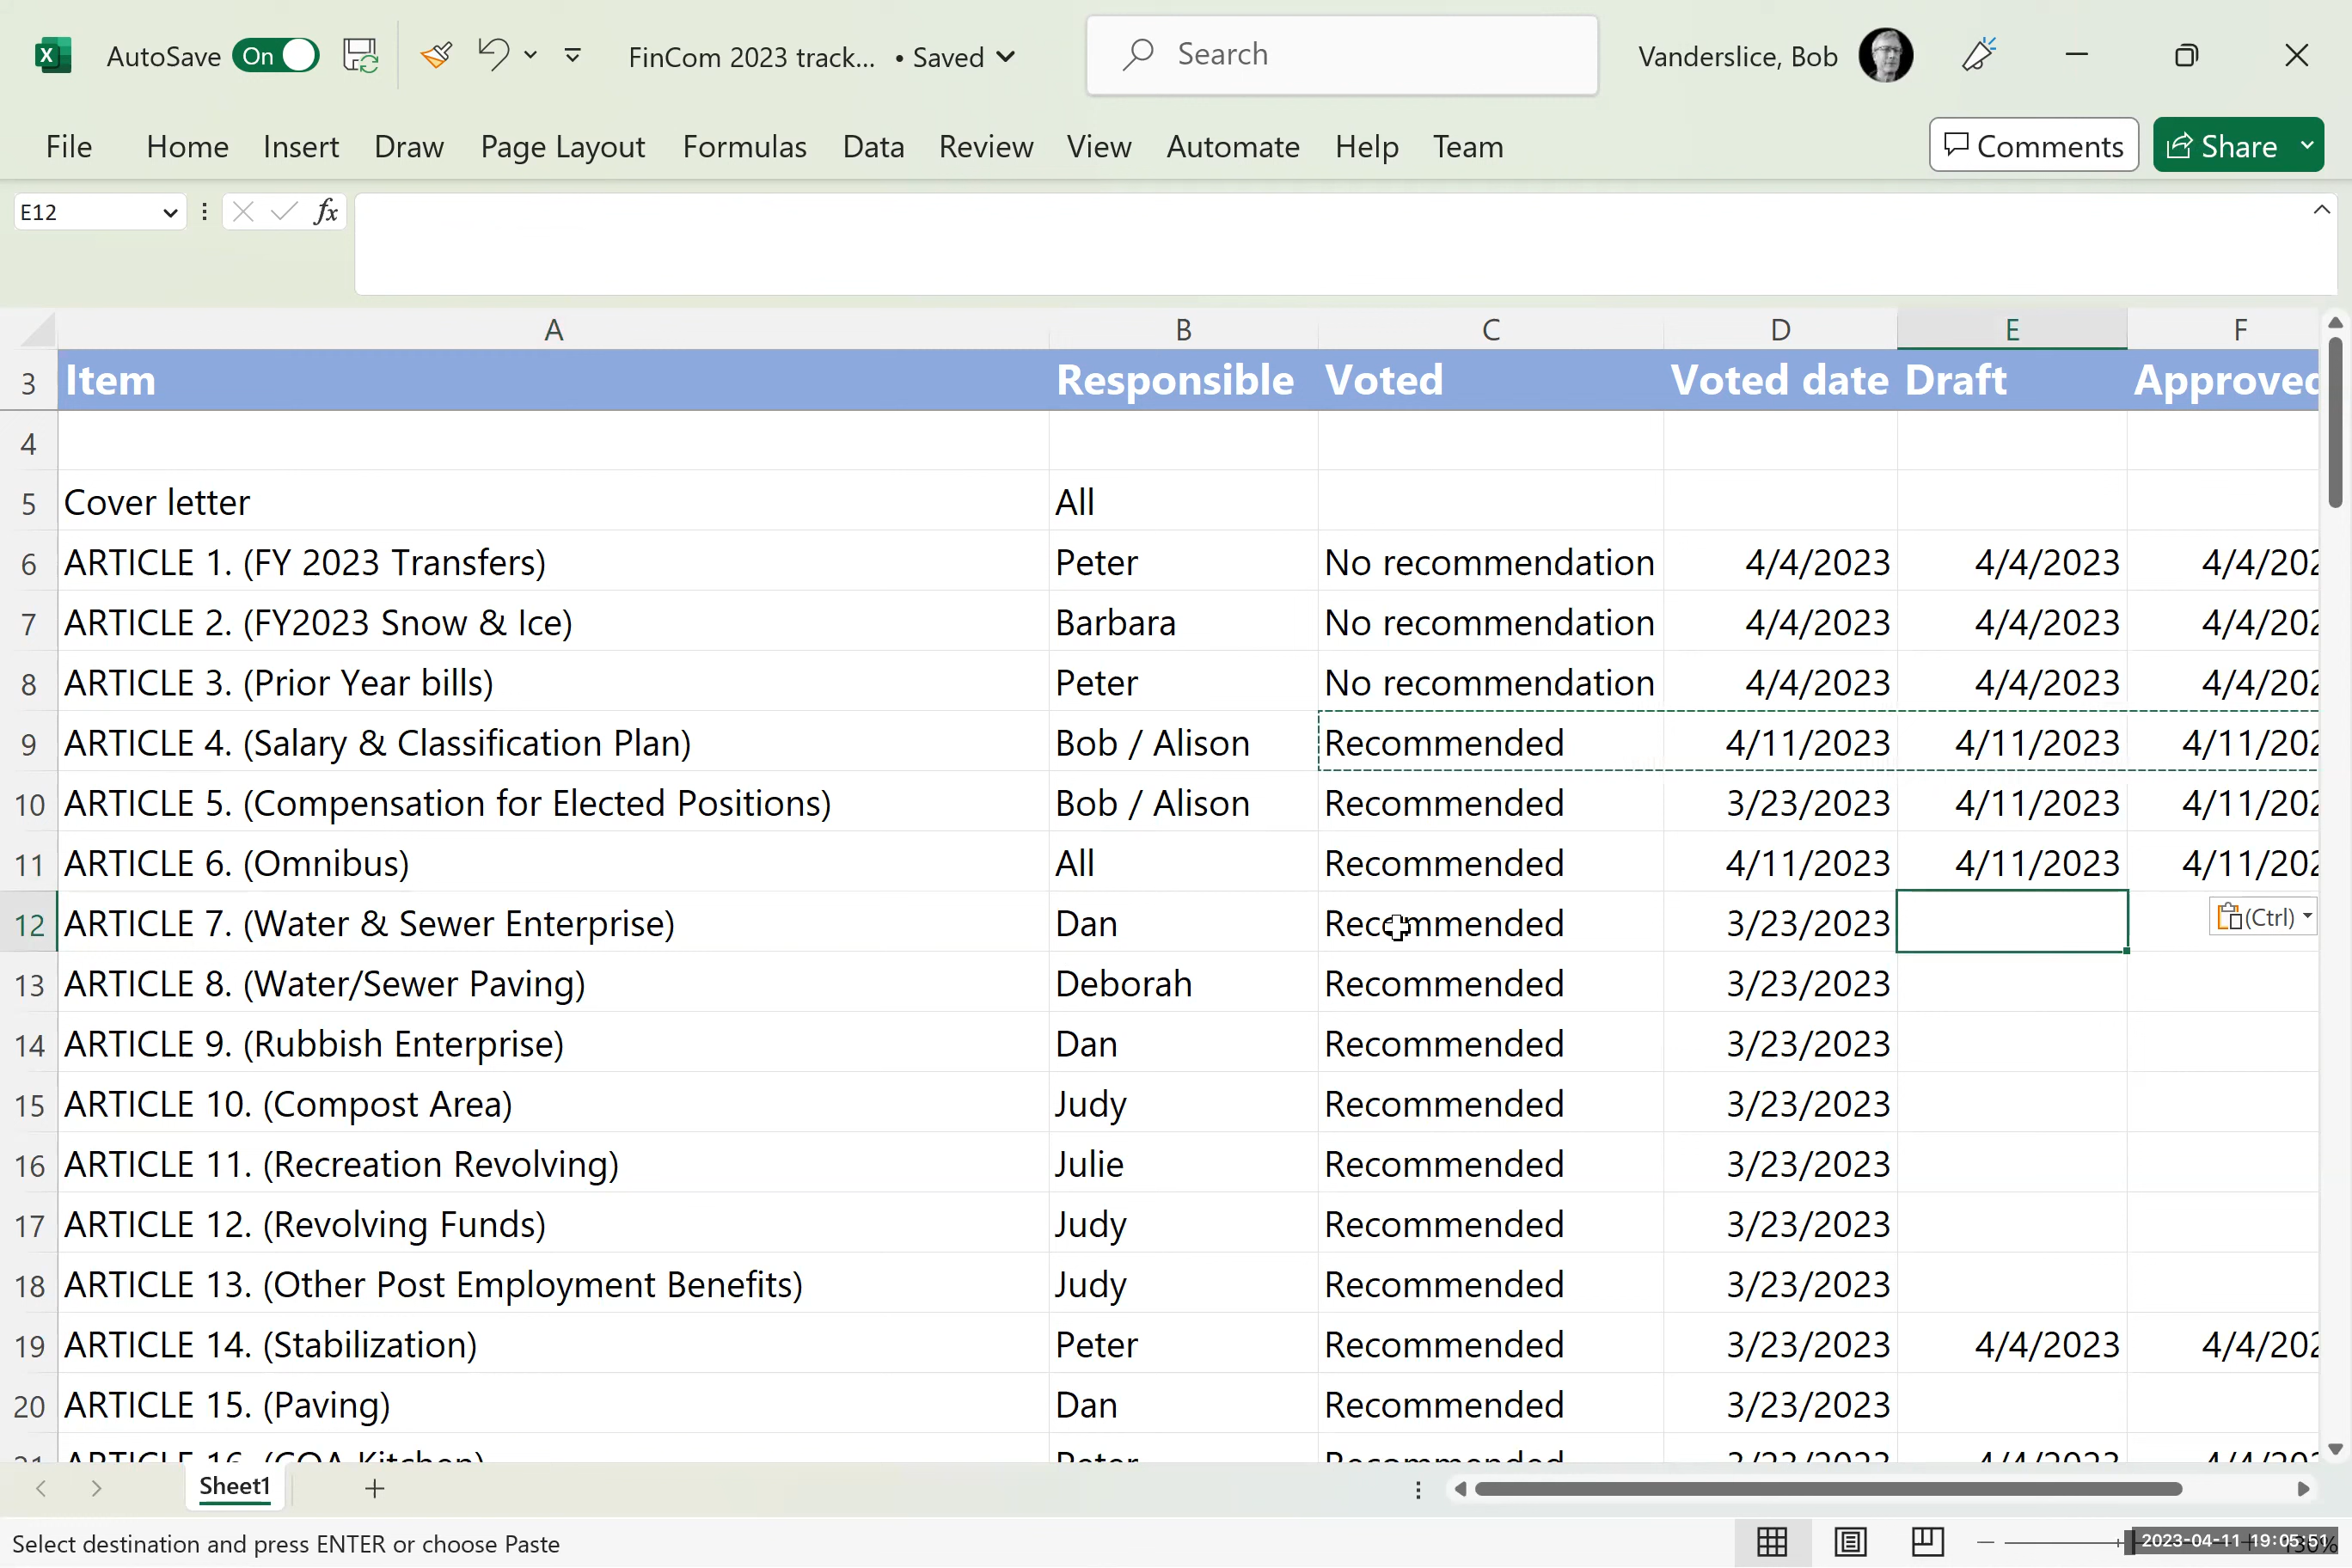 AutoSave On FinCom 2023 track... • Saved Search Vanderslice, Bob
File Home Insert Draw Page Layout Formulas Data Review View Automate Help Team Comments Share
E12 fx
A B C D E F
3 Item Responsible Voted Voted date Draft Approved
4
5 Cover letter All
6 ARTICLE 1. (FY 2023 Transfers) Peter No recommendation 4/4/2023 4/4/2023 4/4/202
7 ARTICLE 2. (FY2023 Snow & Ice) Barbara No recommendation 4/4/2023 4/4/2023 4/4/202
8 ARTICLE 3. (Prior Year bills) Peter No recommendation 4/4/2023 4/4/2023 4/4/202
9 ARTICLE 4. (Salary & Classification Plan) Bob / Alison Recommended 4/11/2023 4/11/2023 4/11/202
10 ARTICLE 5. (Compensation for Elected Positions) Bob / Alison Recommended 3/23/2023 4/11/2023 4/11/202
11 ARTICLE 6. (Omnibus) All Recommended 4/11/2023 4/11/2023 4/11/202
12 ARTICLE 7. (Water & Sewer Enterprise) Dan Recommended 3/23/2023 (Ctrl)
13 ARTICLE 8. (Water/Sewer Paving) Deborah Recommended 3/23/2023
14 ARTICLE 9. (Rubbish Enterprise) Dan Recommended 3/23/2023
15 ARTICLE 10. (Compost Area) Judy Recommended 3/23/2023
16 ARTICLE 11. (Recreation Revolving) Julie Recommended 3/23/2023
17 ARTICLE 12. (Revolving Funds) Judy Recommended 3/23/2023
18 ARTICLE 13. (Other Post Employment Benefits) Judy Recommended 3/23/2023
19 ARTICLE 14. (Stabilization) Peter Recommended 3/23/2023 4/4/2023 4/4/202
20 ARTICLE 15. (Paving) Dan Recommended 3/23/2023
21 ARTICLE 16. (COA Kitchen) Peter Recommended 3/23/2023 4/4/2023 4/4/202
Sheet1
Select destination and press ENTER or choose Paste 2023-04-11 19:05:51